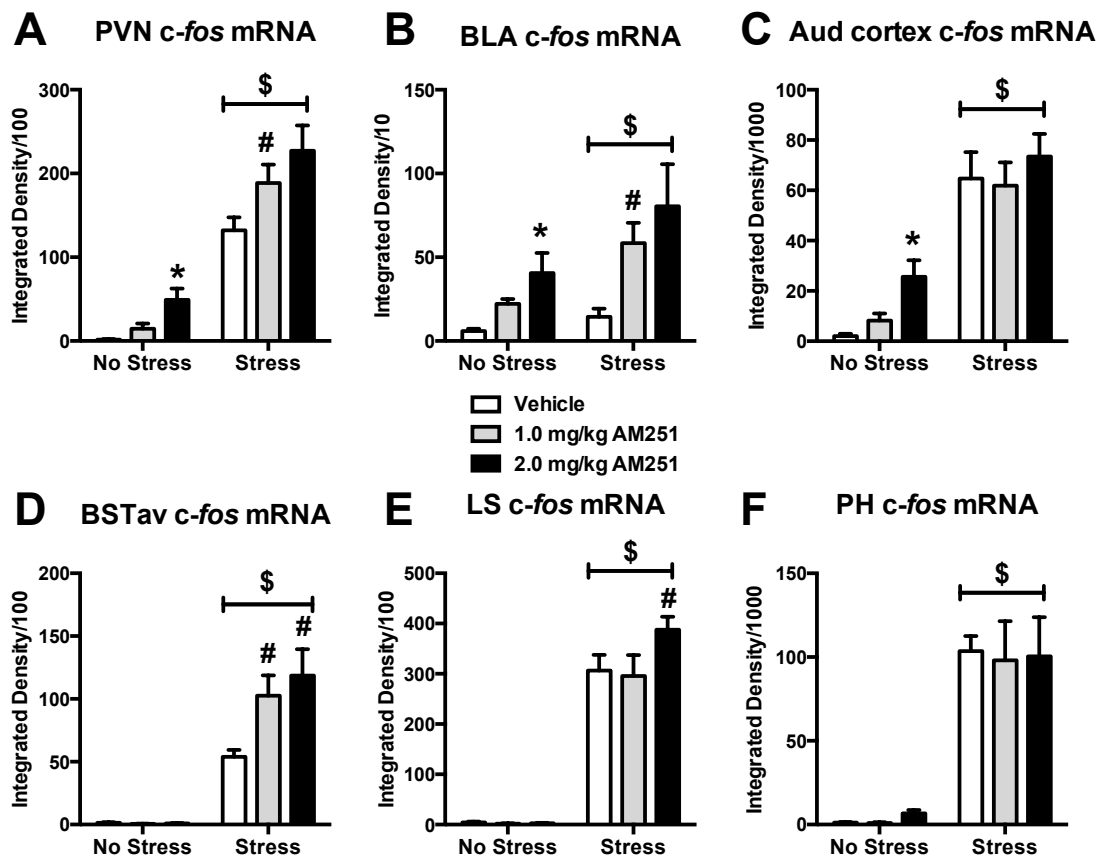 A PVN c-fos mRNA
B BLA c-fos mRNA
C Aud cortex c-fos mRNA
Integrated Density/100
300
200
100
0
*
#
$
No Stress Stress
Integrated Density/10
150
100
50
0
*
#
$
No Stress Stress
Integrated Density/1000
100
80
60
40
20
0
*
$
No Stress Stress
Vehicle
1.0 mg/kg AM251
2.0 mg/kg AM251
D BSTav c-fos mRNA
E LS c-fos mRNA
F PH c-fos mRNA
Integrated Density/100
200
150
100
50
0
$
#
#
No Stress Stress
Integrated Density/100
500
400
300
200
100
0
$
#
No Stress Stress
Integrated Density/1000
150
100
50
0
$
No Stress Stress